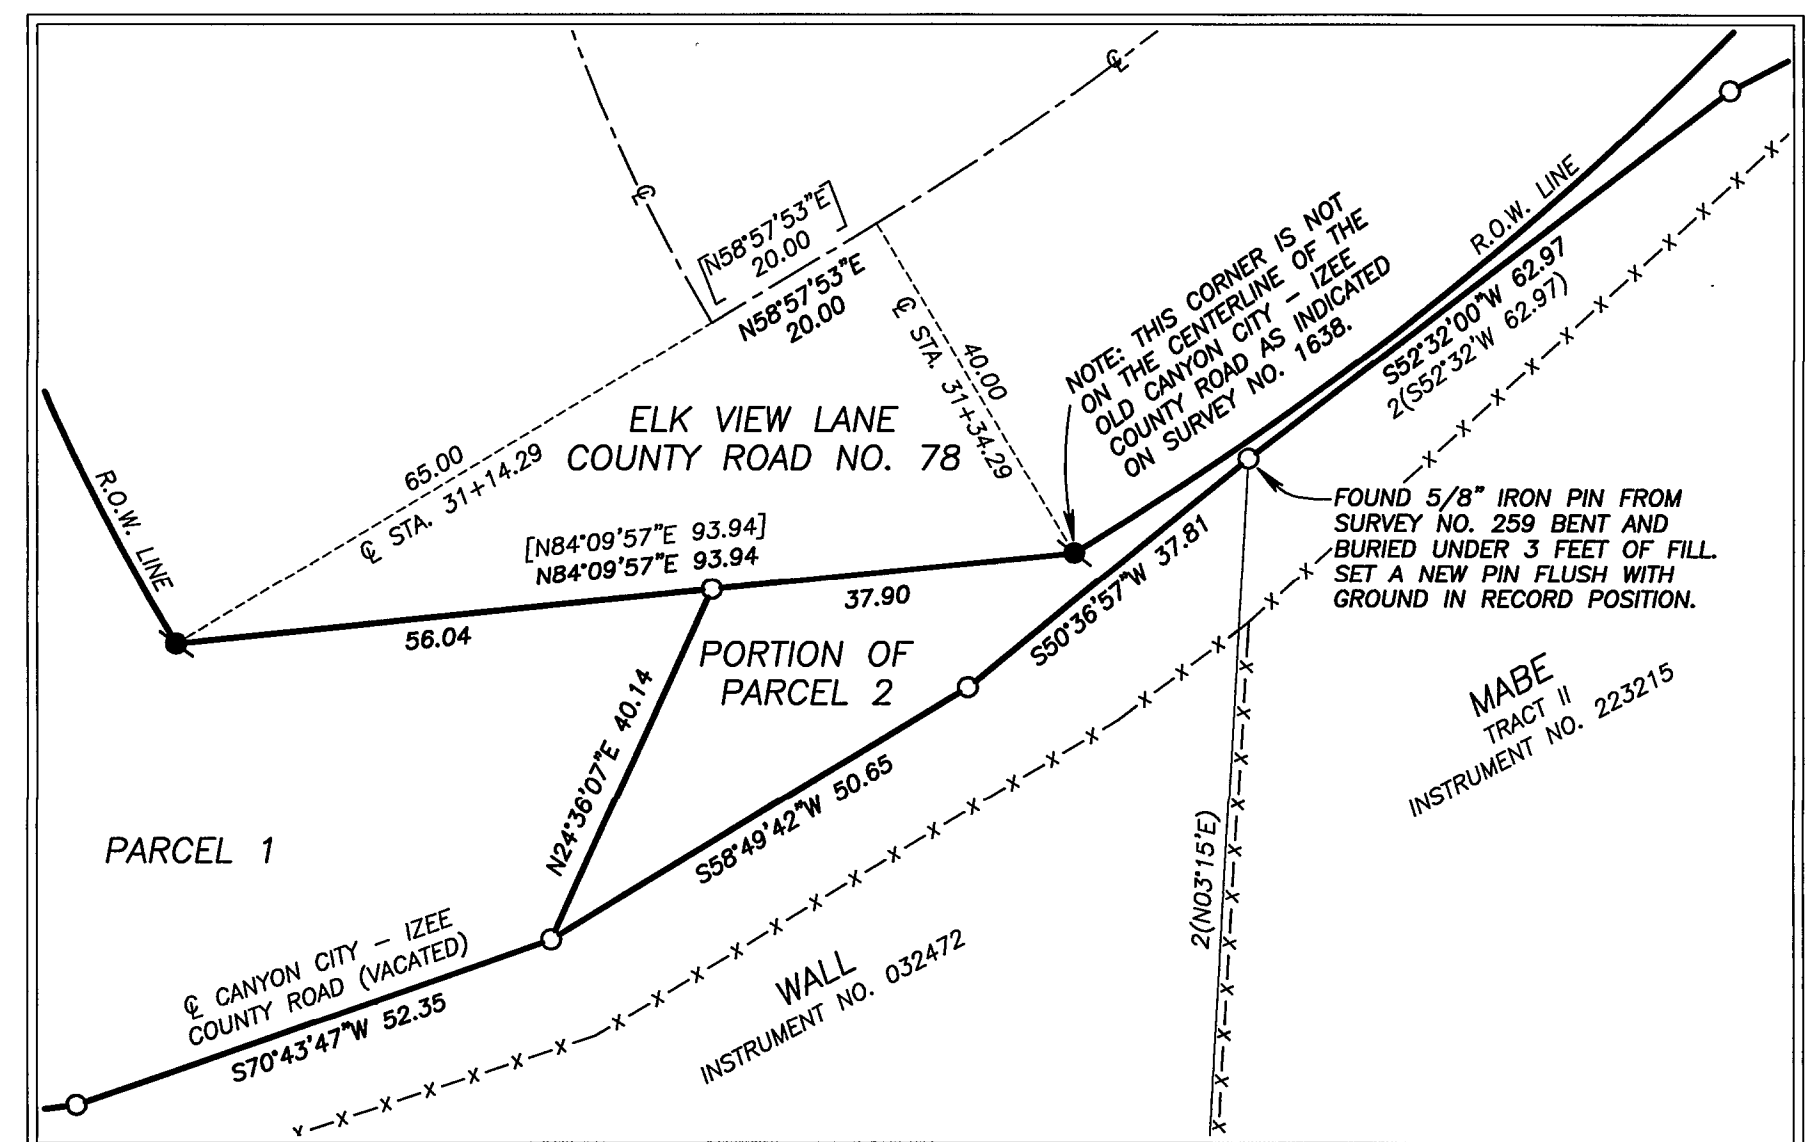 ℄
℄
[N58°57'53"E
20.00]
N58°57'53"E
20.00
R.O.W. LINE
NOTE: THIS CORNER IS NOT
ON THE CENTERLINE OF THE
OLD CANYON CITY – IZEE
COUNTY ROAD AS INDICATED
ON SURVEY NO. 1638.
S52°32'00"W 62.97
2(S52°32'W 62.97)
40.00
℄ STA. 31+34.29
ELK VIEW LANE
COUNTY ROAD NO. 78
65.00
℄ STA. 31+14.29
R.O.W. LINE
[N84°09'57"E 93.94]
N84°09'57"E 93.94
56.04
37.90
FOUND 5/8" IRON PIN FROM
SURVEY NO. 259 BENT AND
BURIED UNDER 3 FEET OF FILL.
SET A NEW PIN FLUSH WITH
GROUND IN RECORD POSITION.
S50°36'57"W 37.81
PORTION OF
PARCEL 2
N24°36'07"E 40.14
S58°49'42"W 50.65
MABE
TRACT II
INSTRUMENT NO. 223215
PARCEL 1
2(N03°15'E)
℄ CANYON CITY – IZEE
COUNTY ROAD (VACATED)
S70°43'47"W 52.35
WALL
INSTRUMENT NO. 032472